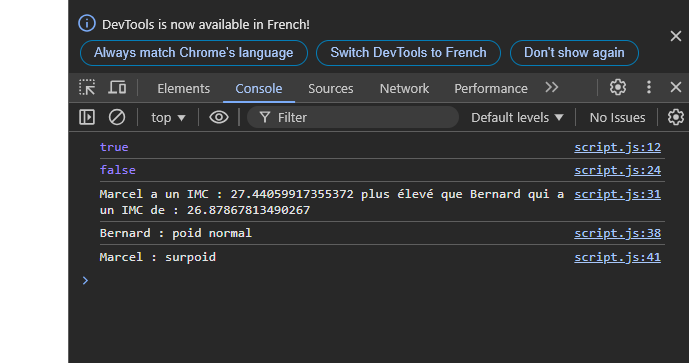 DevTools is now available in French!
Always match Chrome's language Switch DevTools to French Don't show again
Elements Console Sources Network Performance
top Filter Default levels No Issues
true script.js:12
false script.js:24
Marcel a un IMC : 27.44059917355372 plus élevé que Bernard qui a script.js:31
un IMC de : 26.87867813490267
Bernard : poid normal script.js:38
Marcel : surpoid script.js:41